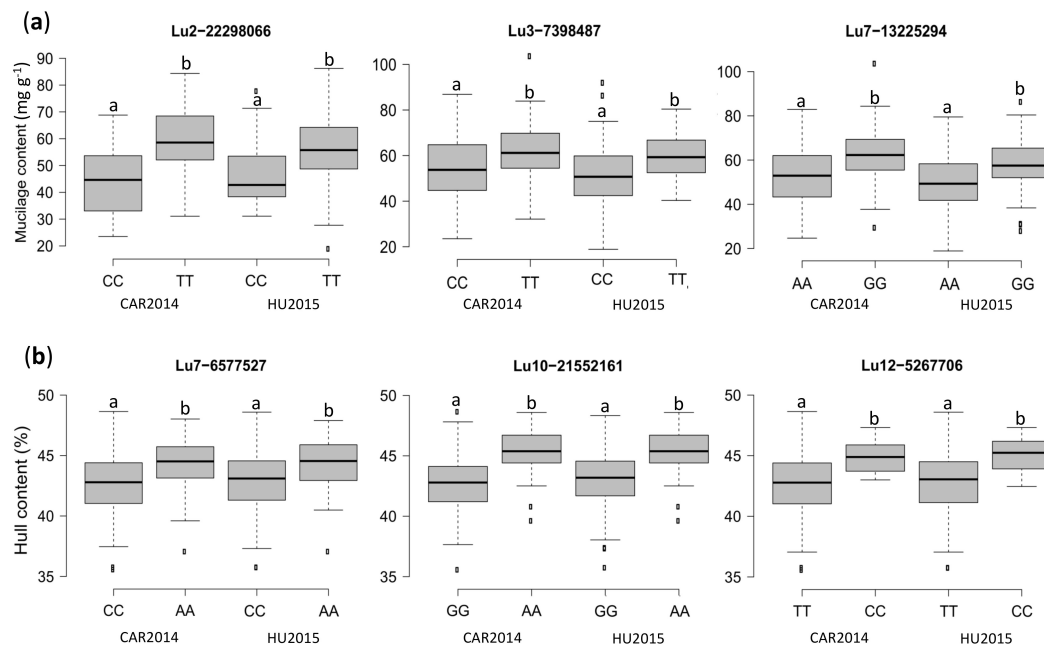 (a)
Lu2−22298066 Lu3−7398487 Lu7−13225294
Mucilage content (mg g⁻¹)
90
80
70
60
50
40
30
20
a b a b
CC TT CC TT
CAR2014 HU2015
100
80
60
40
20
a b a b
CC TT CC TT,
CAR2014 HU2015
100
80
60
40
20
a b a b
AA GG AA GG
CAR2014 HU2015
(b)
Lu7−6577527 Lu10−21552161 Lu12−5267706
Hull content (%)
50
45
40
35
a b a b
CC AA CC AA
CAR2014 HU2015
50
45
40
35
a b a b
GG AA GG AA
CAR2014 HU2015
50
45
40
35
a b a b
TT CC TT CC
CAR2014 HU2015